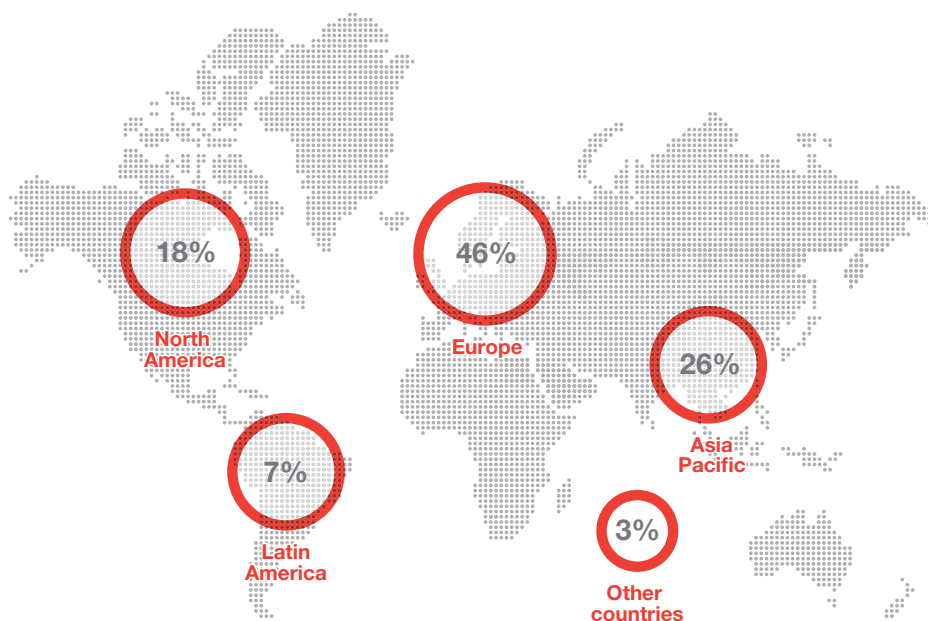 18%
North
America
46%
Europe
26%
Asia
Pacific
7%
Latin
America
3%
Other
countries